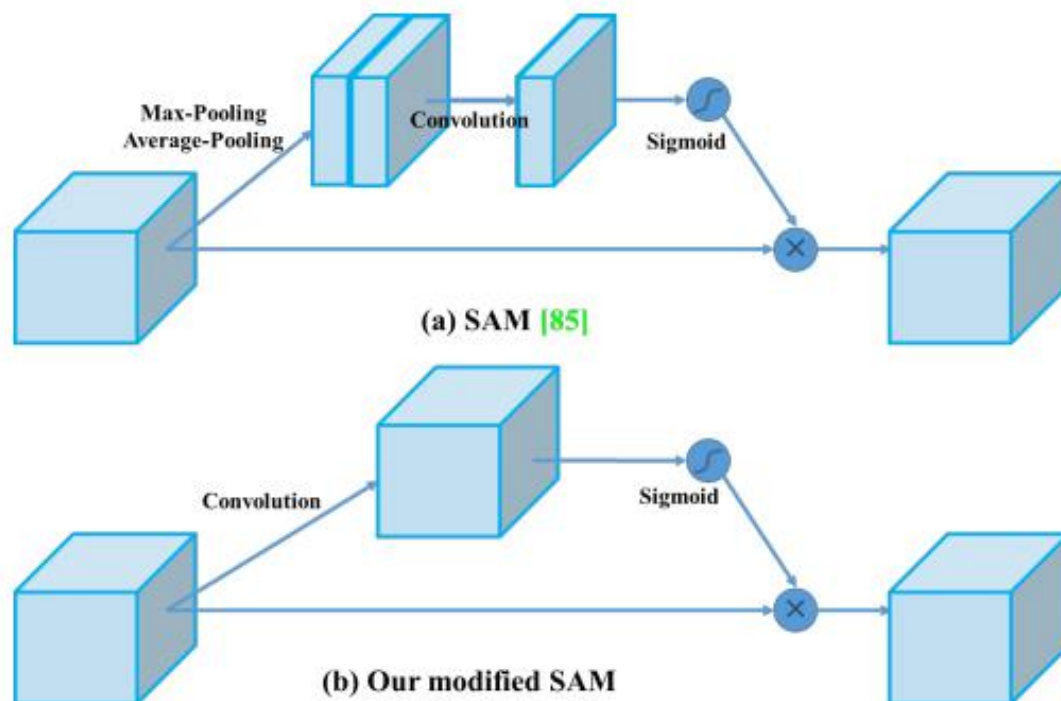 Max-Pooling
Average-Pooling
Convolution
Sigmoid
(a) SAM [85]
Convolution
Sigmoid
(b) Our modified SAM